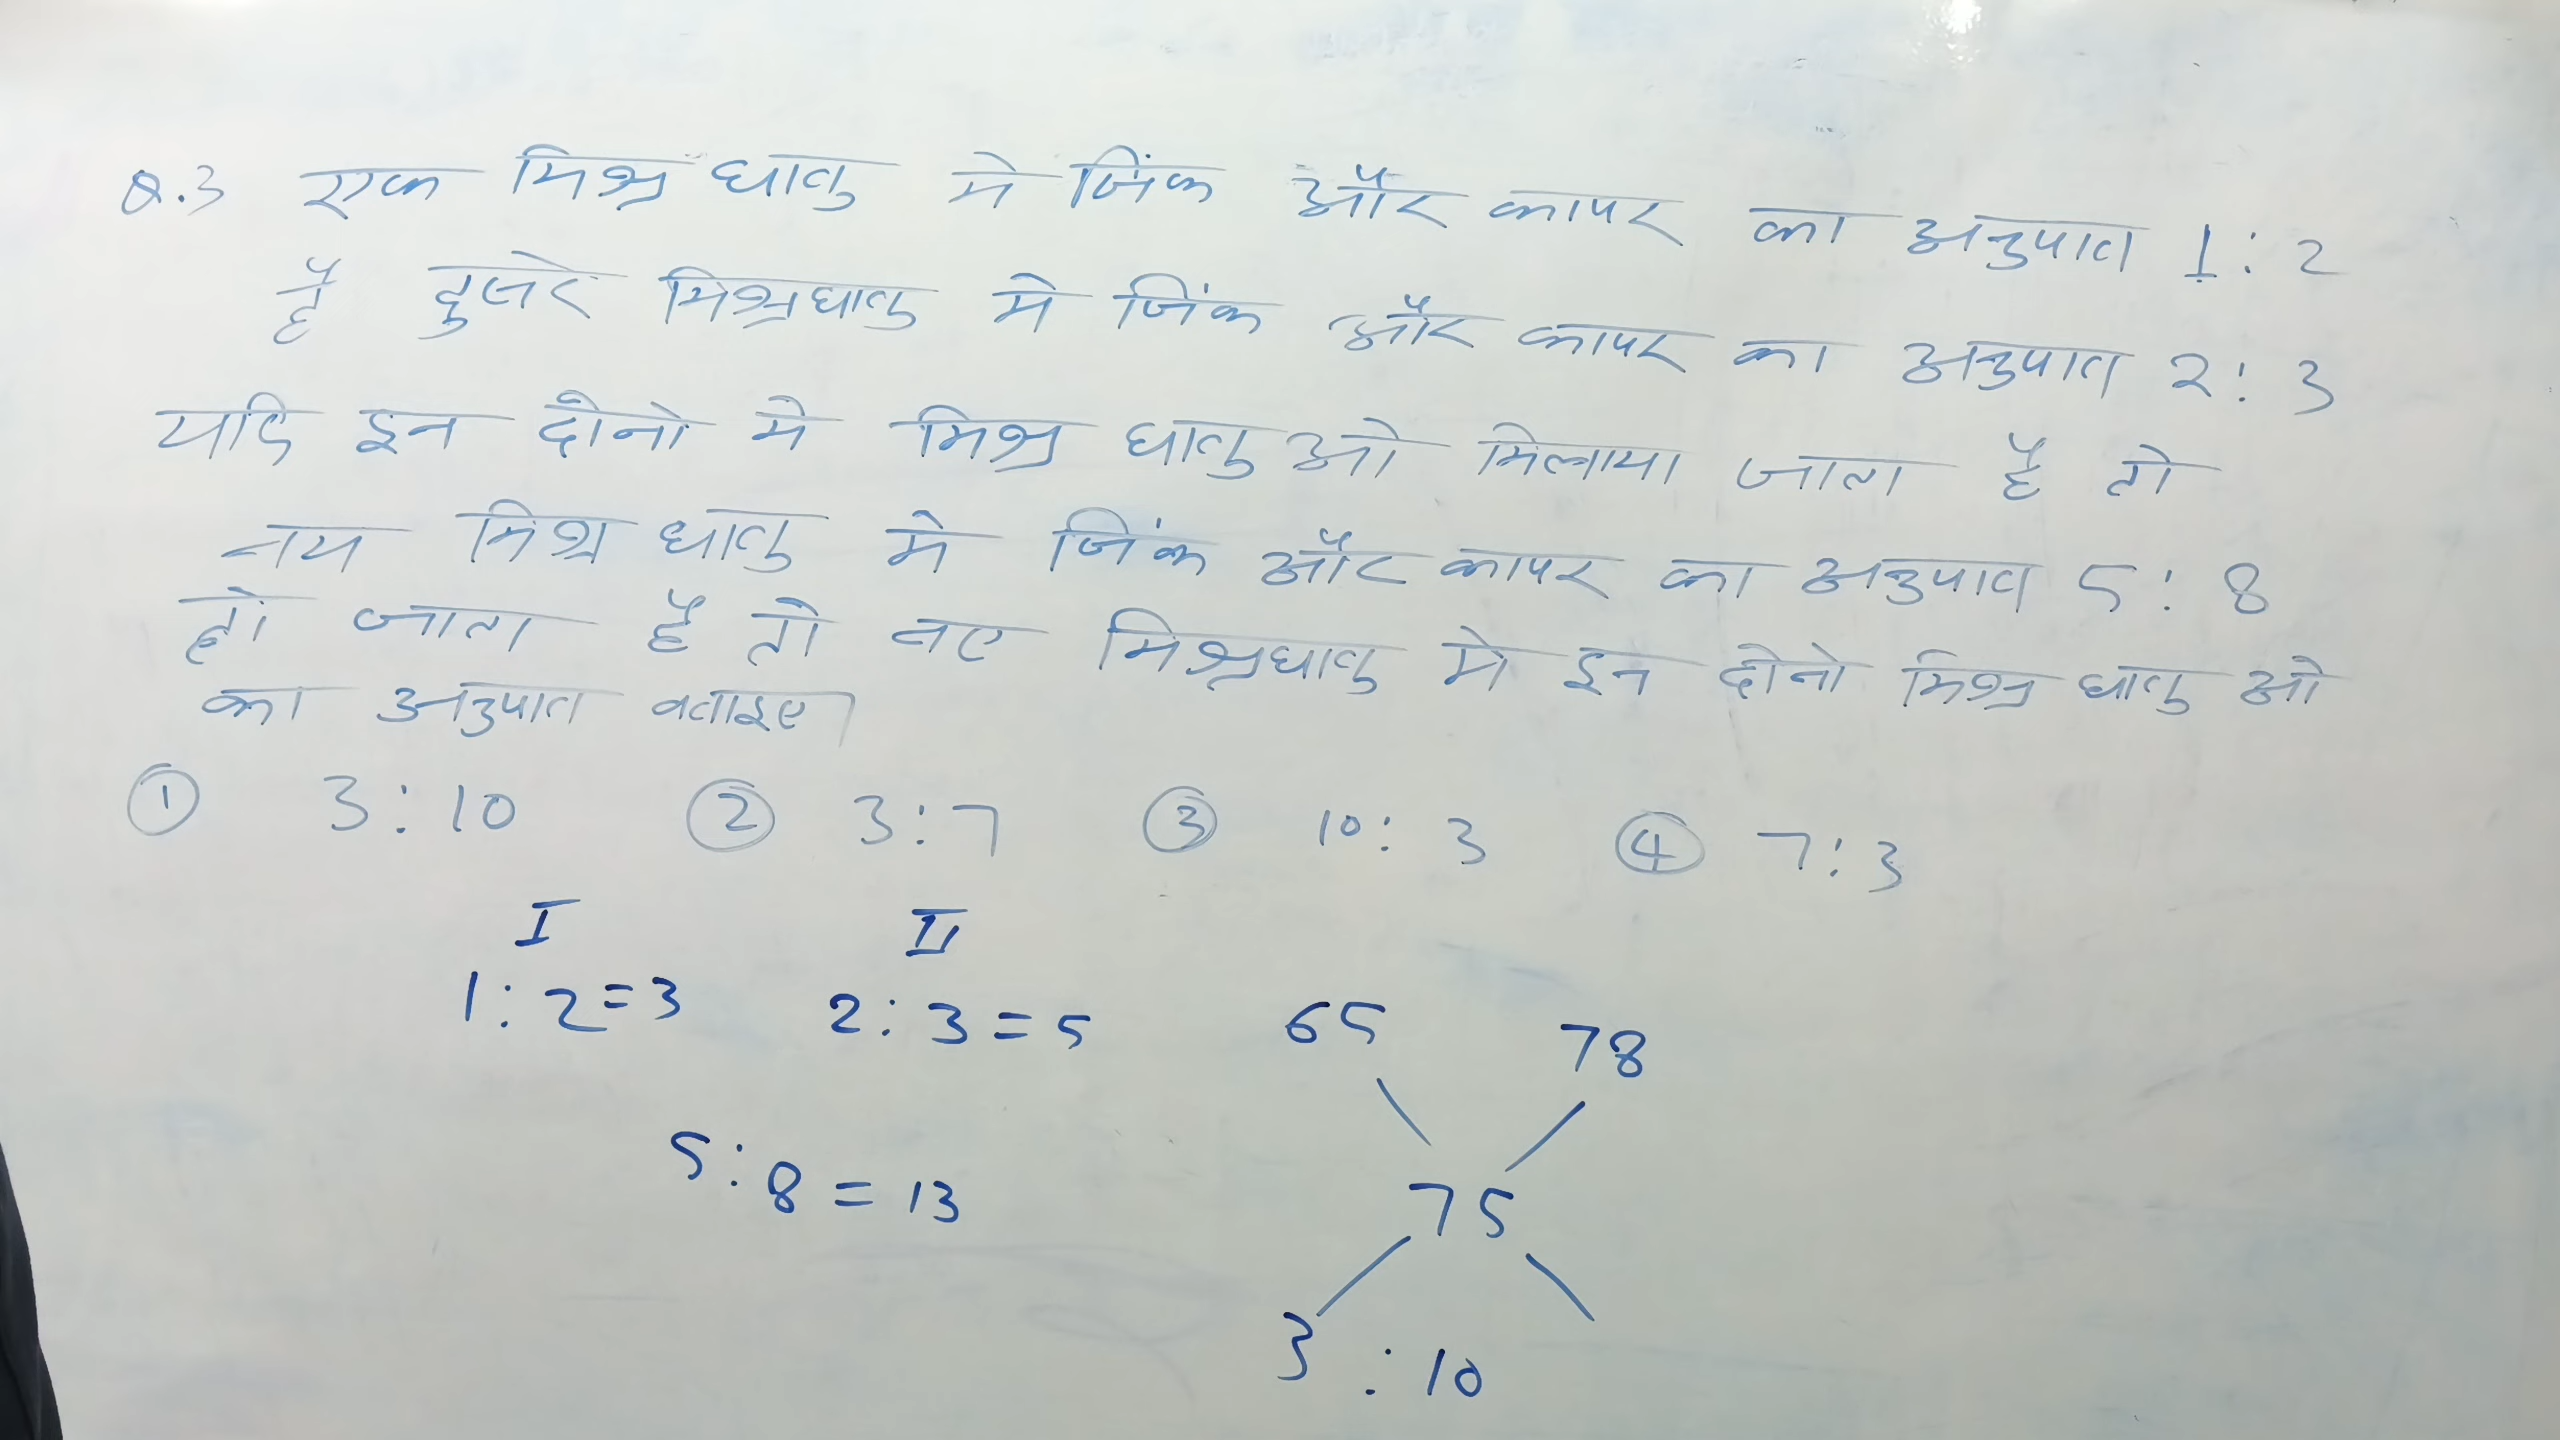 Q.3 एक मिश्र धातु मे जिंक और कापर का अनुपात 1:2
है दुसरे मिश्रधातु मे जिंक और कापर का अनुपात 2:3
यदि इन दोनो मे मिश्र धातु ओ मिलाया जाता है तो
नय मिश्र धातु मे जिंक और कापर का अनुपात 5:8
हो जाता है तो नए मिश्रधातु मे इन दोनो मिश्र धातु ओ
का अनुपात बताइए।
① 3:10 ② 3:7 ③ 10:3 ④ 7:3
I II
1:2=3 2:3=5
65 78
5:8=13 75
3:10